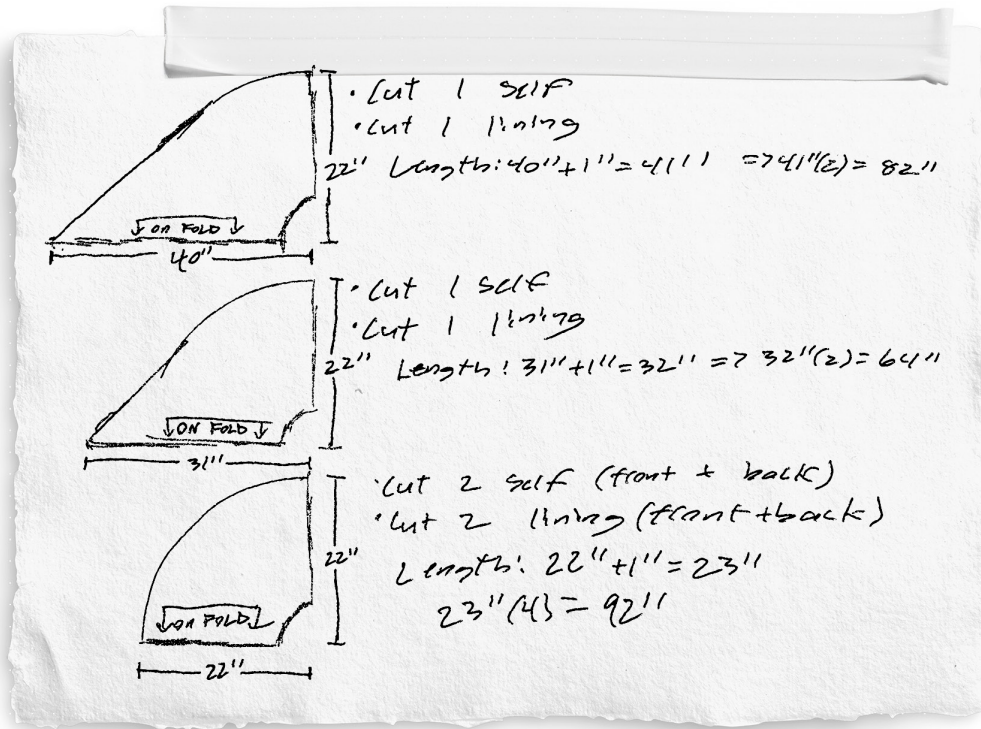 • Cut 1 self
• Cut 1 lining
22" Length: 40"+1"=41" => 41"(2)= 82"
↓ ON FOLD ↓
40"
• Cut 1 self
• Cut 1 lining
22" Length: 31"+1"=32" => 32"(2)=64"
↓ ON FOLD ↓
31"
• Cut 2 self (front + back)
• Cut 2 lining (front+back)
22" Length: 22"+1"=23"
23"(4)= 92"
↓ ON FOLD ↓
22"